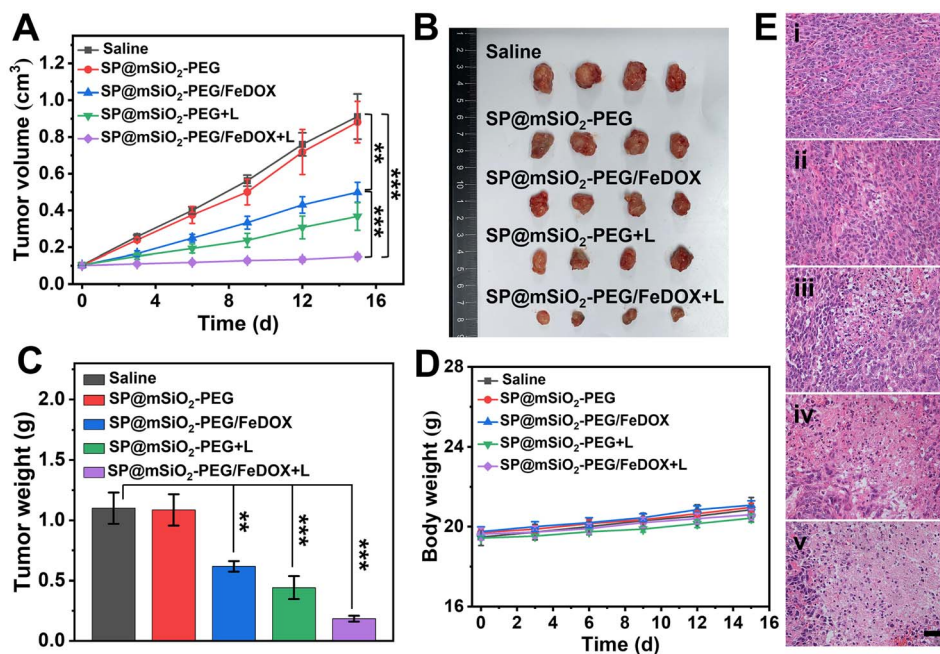 A
Tumor volume (cm³)
1.0
0.8
0.6
0.4
0.2
0.0
Saline
SP@mSiO₂-PEG
SP@mSiO₂-PEG/FeDOX
SP@mSiO₂-PEG+L
SP@mSiO₂-PEG/FeDOX+L
**
***
***
0 4 8 12 16
Time (d)
B
Saline
SP@mSiO₂-PEG
SP@mSiO₂-PEG/FeDOX
SP@mSiO₂-PEG+L
SP@mSiO₂-PEG/FeDOX+L
C
Tumor weight (g)
2.0
1.5
1.0
0.5
0.0
Saline
SP@mSiO₂-PEG
SP@mSiO₂-PEG/FeDOX
SP@mSiO₂-PEG+L
SP@mSiO₂-PEG/FeDOX+L
**
***
***
D
Body weight (g)
28
24
20
16
Saline
SP@mSiO₂-PEG
SP@mSiO₂-PEG/FeDOX
SP@mSiO₂-PEG+L
SP@mSiO₂-PEG/FeDOX+L
0 2 4 6 8 10 12 14 16
Time (d)
E
i
ii
iii
iv
v